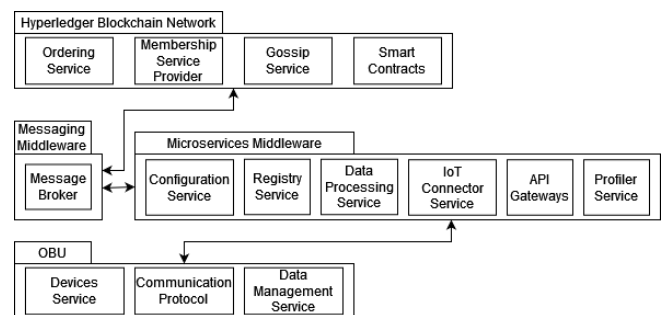 Hyperledger Blockchain Network
Ordering
Service
Membership
Service
Provider
Gossip
Service
Smart
Contracts
Messaging
Middleware
Message
Broker
Microservices Middleware
Configuration
Service
Registry
Service
Data
Processing
Service
IoT
Connector
Service
API
Gateways
Profiler
Service
OBU
Devices
Service
Communication
Protocol
Data
Management
Service